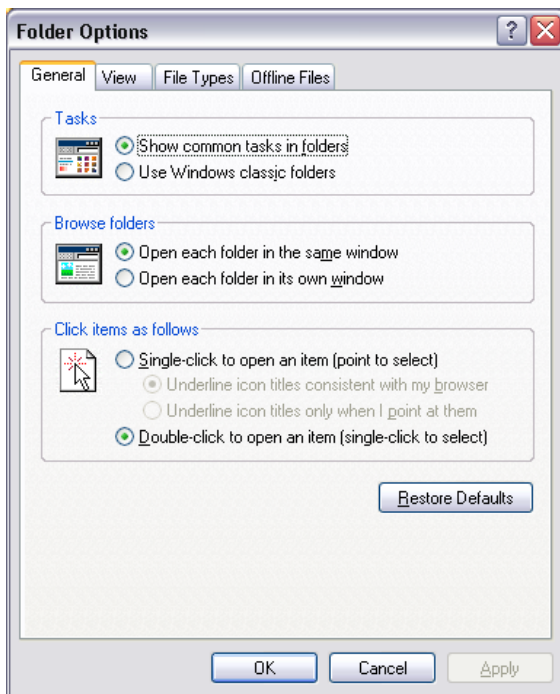 Folder Options
General View File Types Offline Files
Tasks
Show common tasks in folders
Use Windows classic folders
Browse folders
Open each folder in the same window
Open each folder in its own window
Click items as follows
Single-click to open an item (point to select)
Underline icon titles consistent with my browser
Underline icon titles only when I point at them
Double-click to open an item (single-click to select)
Restore Defaults
OK Cancel Apply